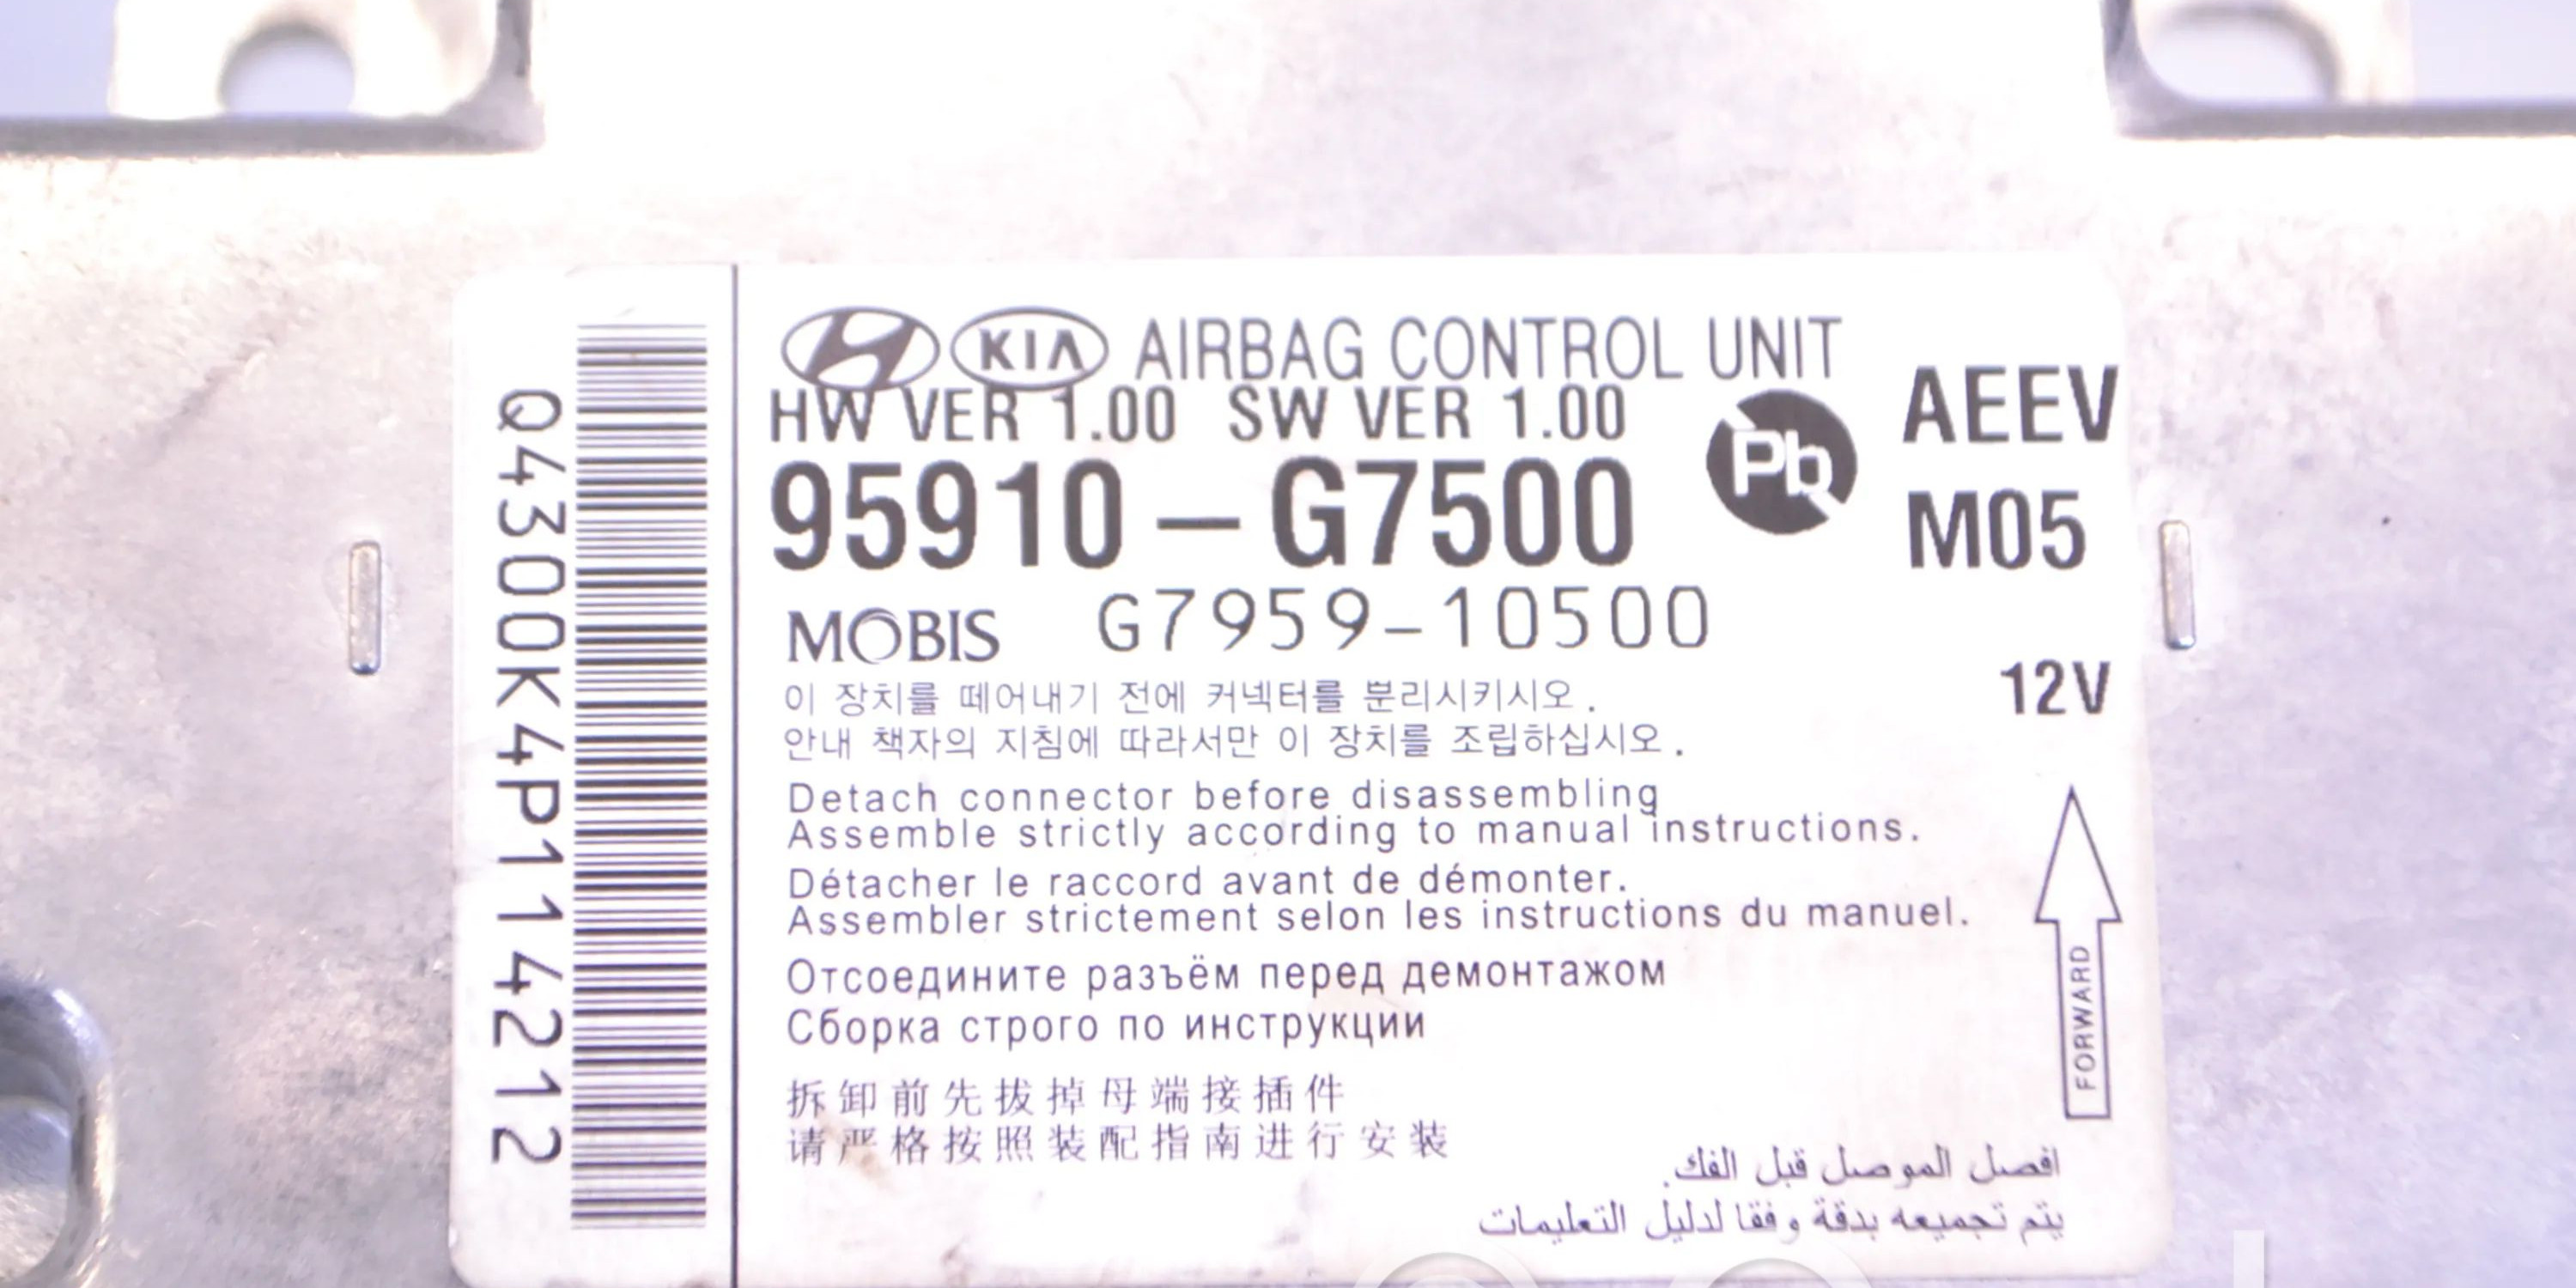 Q4300K4P114212
KIA AIRBAG CONTROL UNIT
HW VER 1.00 SW VER 1.00
95910-G7500
Pb
AEEV
M05
MOBIS G7959-10500
12V
이 장치를 떼어내기 전에 커넥터를 분리시키시오.
안내 책자의 지침에 따라서만 이 장치를 조립하십시오.
Detach connector before disassembling
Assemble strictly according to manual instructions.
Détacher le raccord avant de démonter.
Assembler strictement selon les instructions du manuel.
Отсоедините разъём перед демонтажом
Сборка строго по инструкции
FORWARD
拆卸前先拔掉母端接插件
请严格按照装配指南进行安装
افصل الموصل قبل الفك.
يتم تجميعه بدقة وفقا لدليل التعليمات